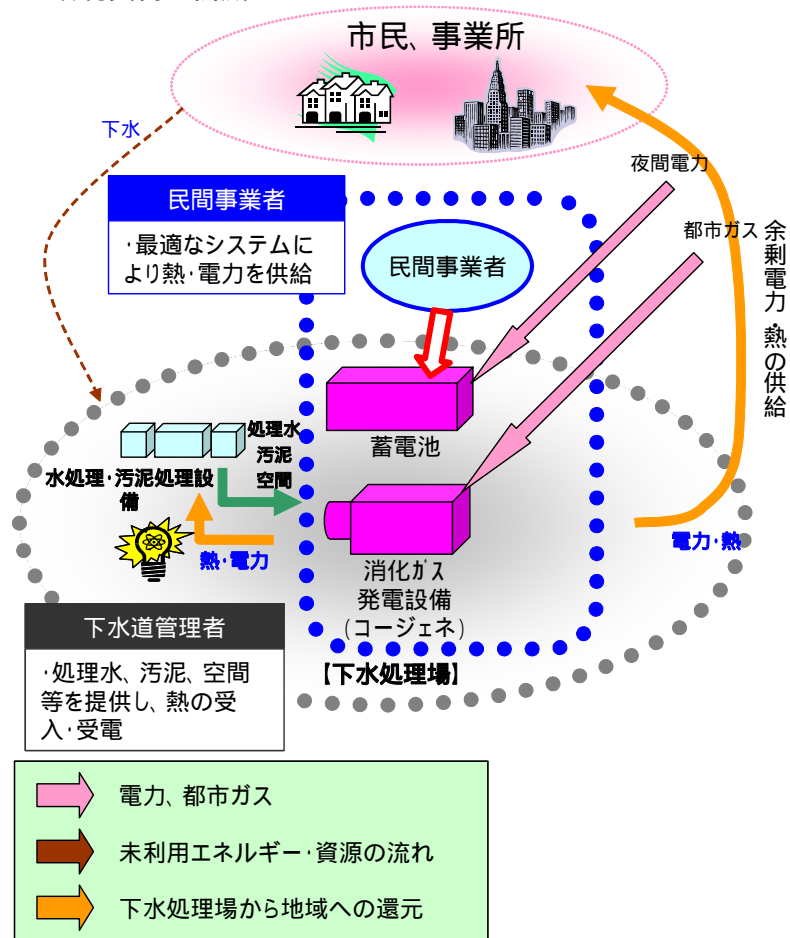 市民、事業所
下水
夜間電力
民間事業者
・最適なシステムに
より熱・電力を供給
民間事業者
都市ガス
余剰電力・熱の供給
蓄電池
処理水
汚泥
空間
水処理・汚泥処理設
備
熱・電力
電力・熱
消化ガス
発電設備
(コージェネ)
下水道管理者
・処理水、汚泥、空間
等を提供し、熱の受
入・受電
【下水処理場】
電力、都市ガス
未利用エネルギー・資源の流れ
下水処理場から地域への還元